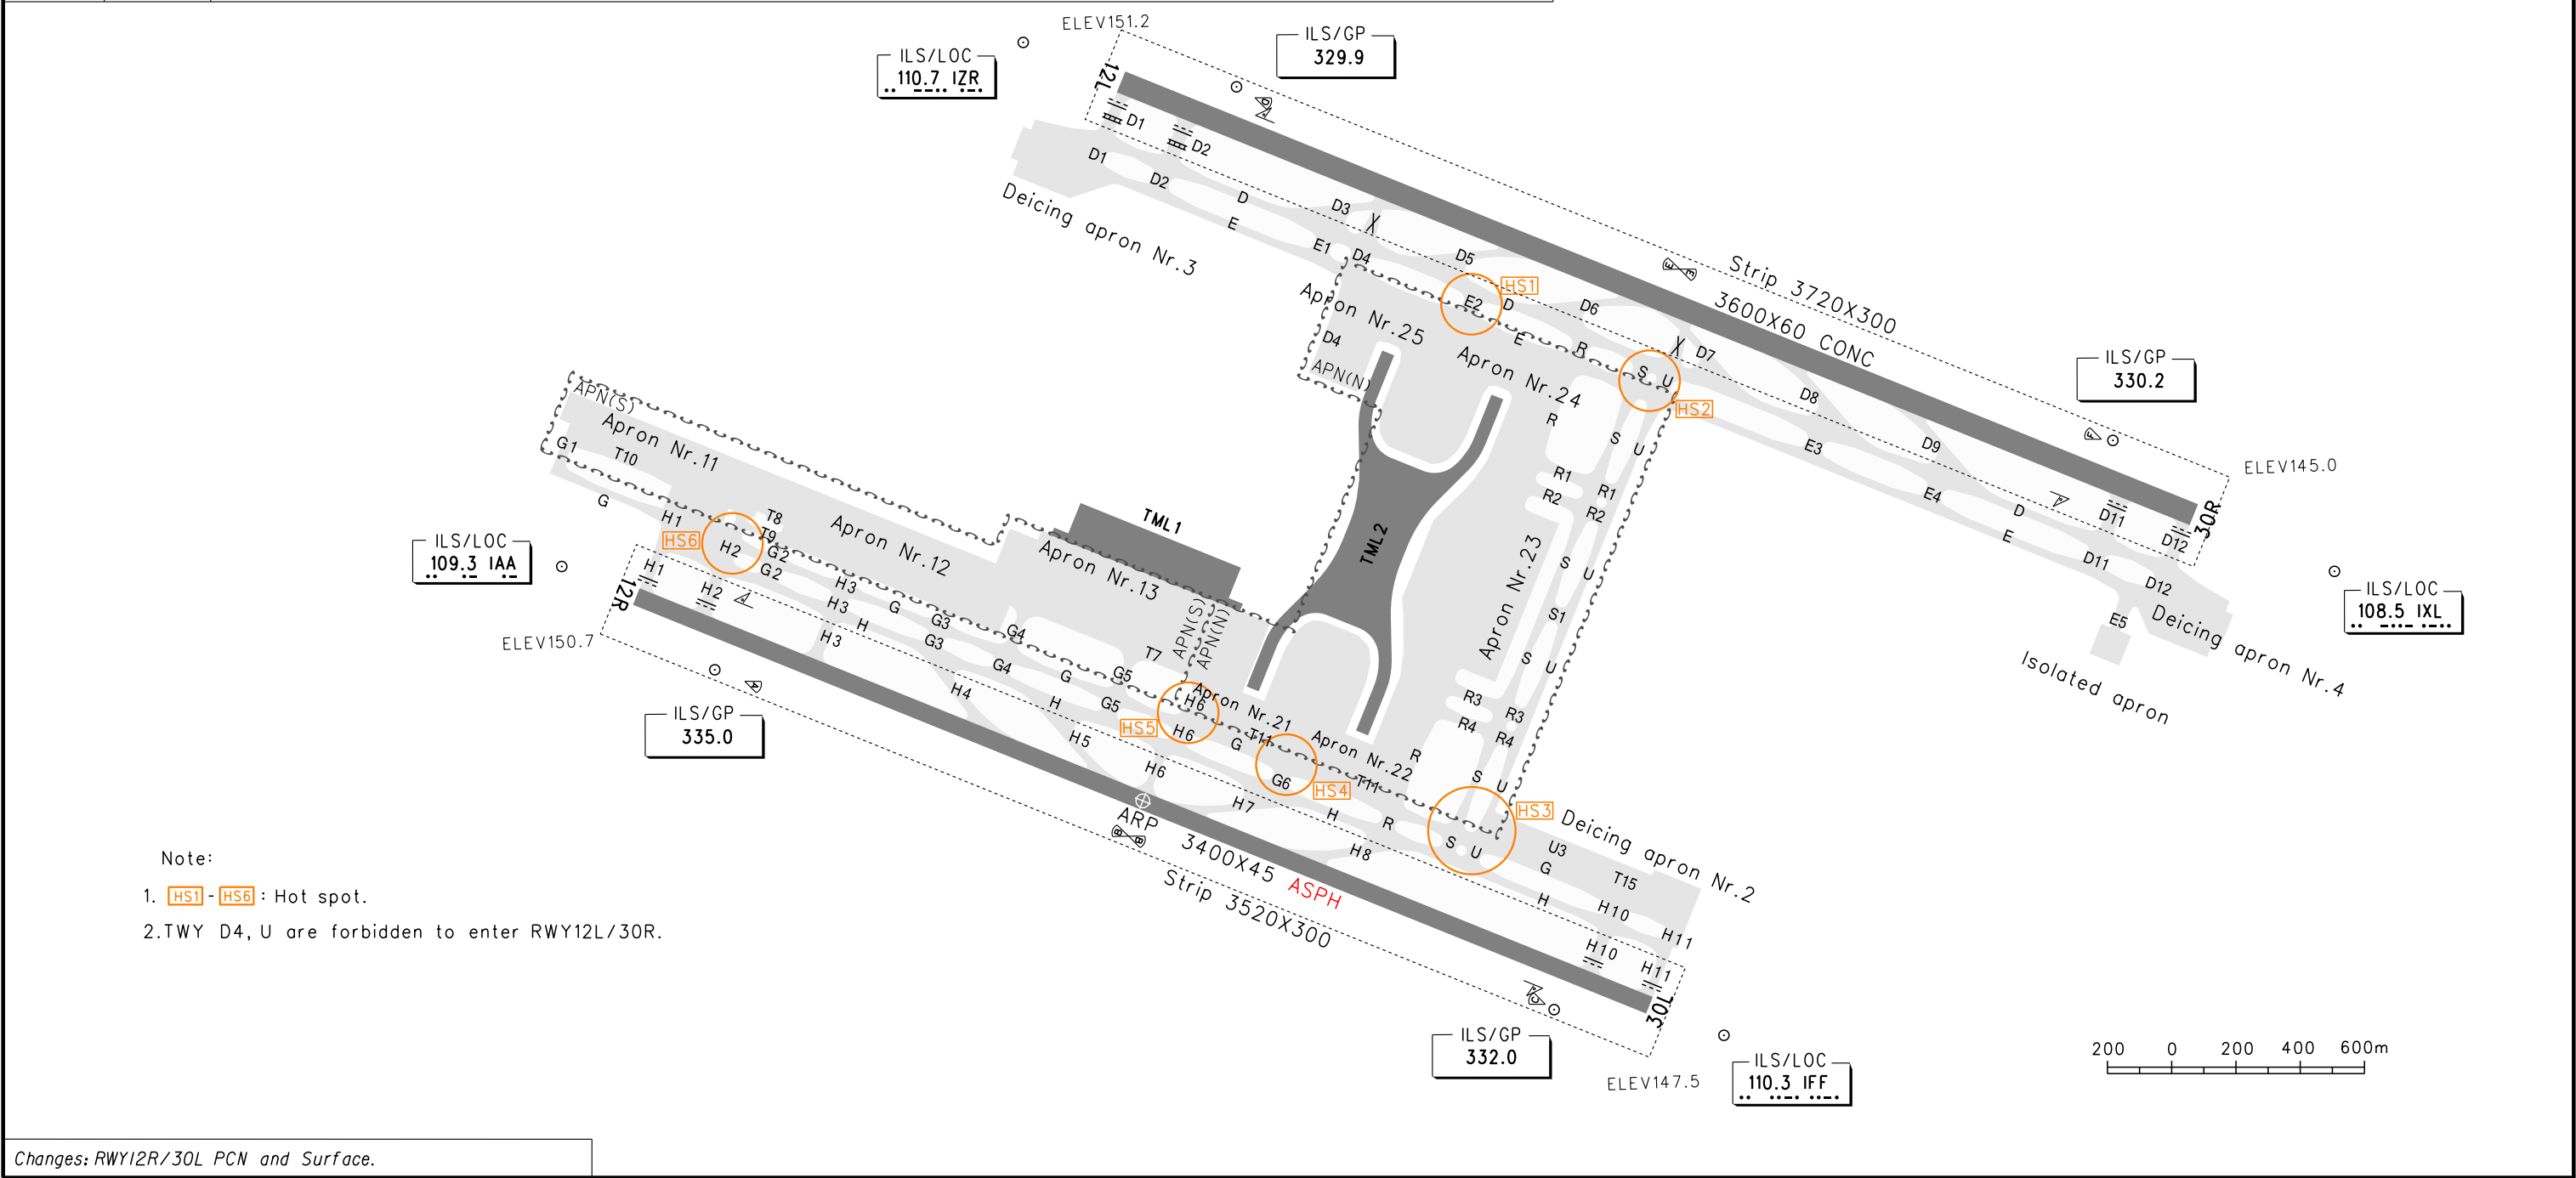 ELEV151.2
ILS/LOC
110.7 IZR
ILS/GP
329.9
12L
D1
D2
D1
D2
D
E
D3
E1
D4
D5
Deicing apron Nr.3
Strip 3720X300
3600X60 CONC
HS1
E2
D
D6
E
R
Apron Nr.25
Apron Nr.24
D4
APN(N)
S
U
D7
HS2
D8
ILS/GP
330.2
ELEV145.0
E3
D9
E4
D
E
D11
D12
30R
D11
D12
E5
Deicing apron Nr.4
Isolated apron
ILS/LOC
108.5 IXL
R
S
U
R1
R2
R1
R2
Apron Nr.23
S
U
S1
S
U
R3
R4
R3
R4
R
S
U
TML2
TML1
APN(S)
Apron Nr.11
G1
T10
G
H1
T8
T9
HS6
H2
G2
G2
Apron Nr.12
Apron Nr.13
ILS/LOC
109.3 IAA
12R
H1
H2
H3
H3
H3
G
H
G3
G3
G4
G4
G
G5
G5
T7
APN(S)
APN(N)
ELEV150.7
ILS/GP
335.0
H4
H
H5
H6
H6
HS5
H6
Apron Nr.21
G
T11
Apron Nr.22
T11
G6
HS4
H7
H
R
H8
ARP
3400X45 ASPH
Strip 3520X300
HS3
S
U
Deicing apron Nr.2
U3
G
T15
H
H10
H11
H10
H11
30L
ILS/GP
332.0
ELEV147.5
ILS/LOC
110.3 IFF
200 0 200 400 600m
Note:
1. HS1 - HS6 : Hot spot.
2.TWY D4, U are forbidden to enter RWY12L/30R.
Changes: RWY12R/30L PCN and Surface.